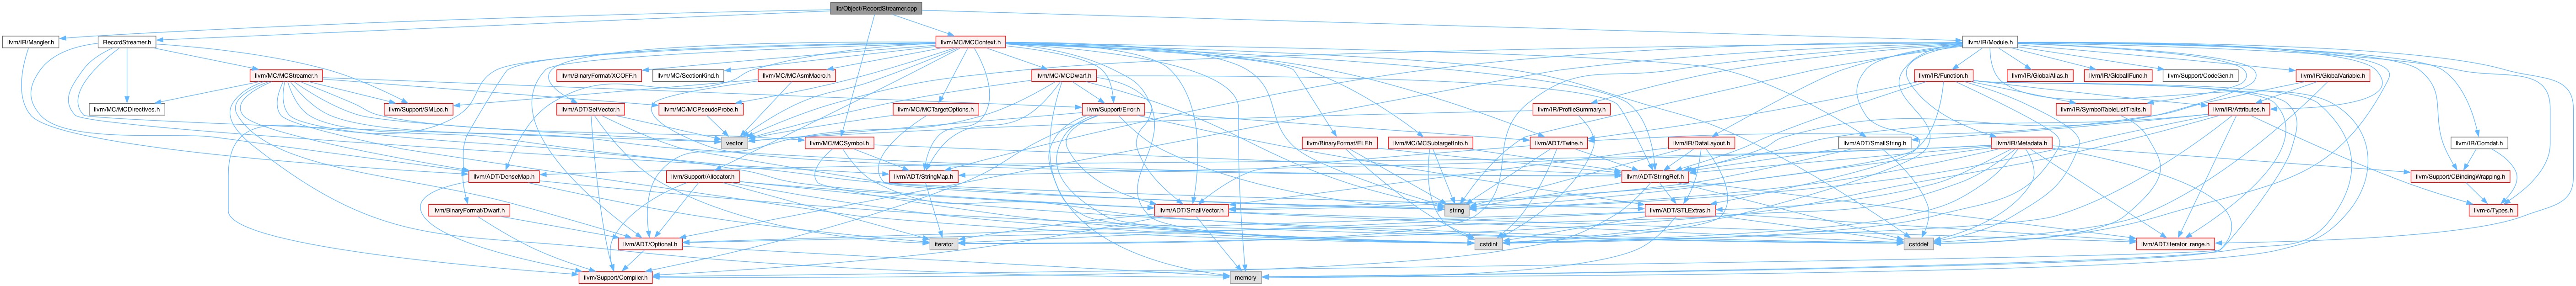 lib/Object/RecordStreamer.cpp
llvm/IR/Mangler.h
RecordStreamer.h
llvm/MC/MCContext.h
llvm/IR/Module.h
llvm/MC/MCStreamer.h
llvm/BinaryFormat/XCOFF.h
llvm/MC/SectionKind.h
llvm/MC/MCAsmMacro.h
llvm/MC/MCDwarf.h
llvm/IR/Function.h
llvm/IR/GlobalAlias.h
llvm/IR/GlobalIFunc.h
llvm/Support/CodeGen.h
llvm/IR/GlobalVariable.h
llvm/MC/MCDirectives.h
llvm/Support/SMLoc.h
llvm/ADT/SetVector.h
llvm/MC/MCPseudoProbe.h
llvm/MC/MCTargetOptions.h
llvm/Support/Error.h
llvm/IR/ProfileSummary.h
llvm/IR/SymbolTableListTraits.h
llvm/IR/Attributes.h
vector
llvm/MC/MCSymbol.h
llvm/BinaryFormat/ELF.h
llvm/MC/MCSubtargetInfo.h
llvm/ADT/Twine.h
llvm/IR/DataLayout.h
llvm/ADT/SmallString.h
llvm/IR/Metadata.h
llvm/IR/Comdat.h
llvm/ADT/DenseMap.h
llvm/Support/Allocator.h
llvm/ADT/StringMap.h
llvm/ADT/StringRef.h
llvm/Support/CBindingWrapping.h
llvm/BinaryFormat/Dwarf.h
llvm/ADT/SmallVector.h
string
llvm/ADT/STLExtras.h
llvm-c/Types.h
llvm/ADT/Optional.h
iterator
cstdint
cstddef
llvm/ADT/iterator_range.h
llvm/Support/Compiler.h
memory